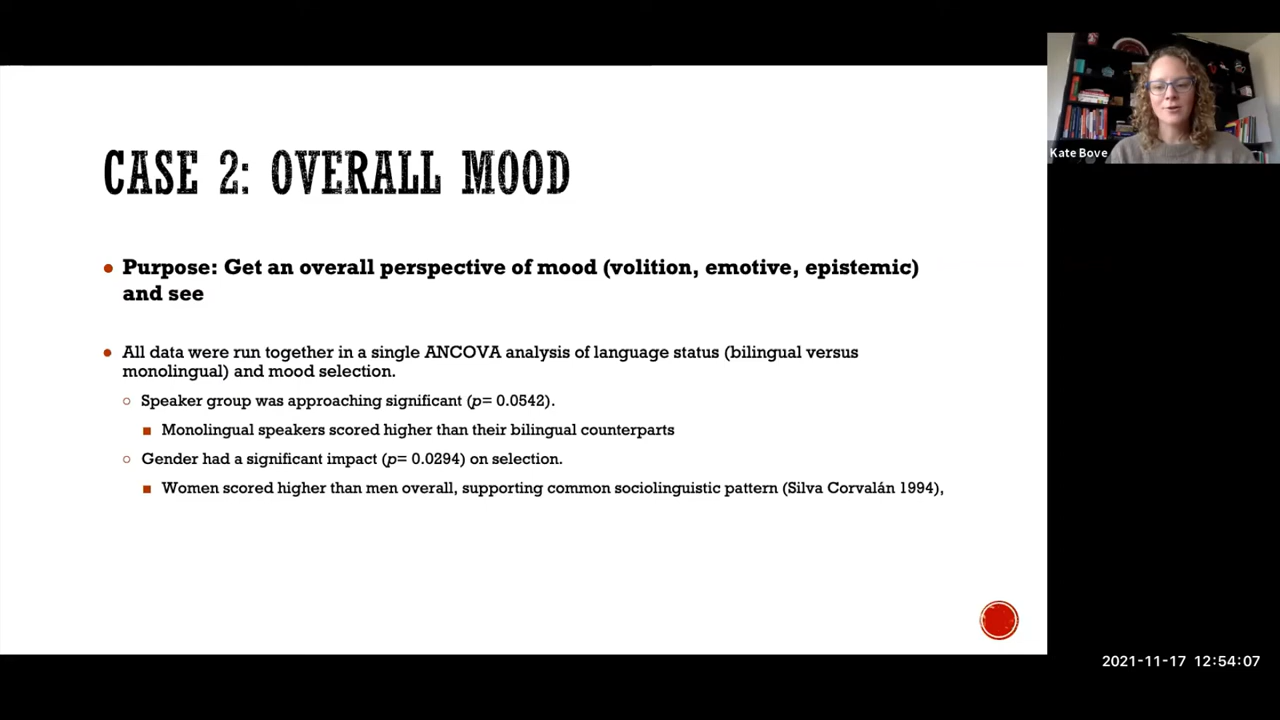 CASE 2: OVERALL MOOD
Purpose: Get an overall perspective of mood (volition, emotive, epistemic)
and see
All data were run together in a single ANCOVA analysis of language status (bilingual versus
monolingual) and mood selection.
Speaker group was approaching significant (p= 0.0542).
Monolingual speakers scored higher than their bilingual counterparts
Gender had a significant impact (p= 0.0294) on selection.
Women scored higher than men overall, supporting common sociolinguistic pattern (Silva Corvalán 1994),
Kate Bove
2021-11-17 12:54:07